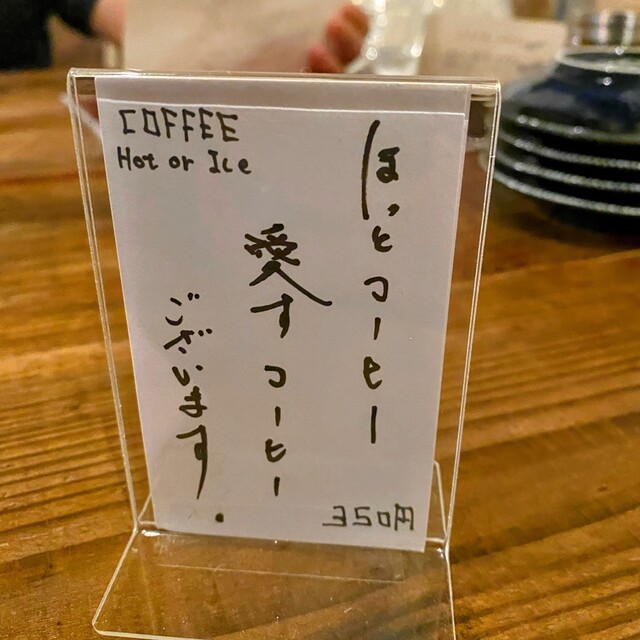 COFFEE
Hot or Ice
ほっとコーヒー
愛すコーヒー
ございます.
350円